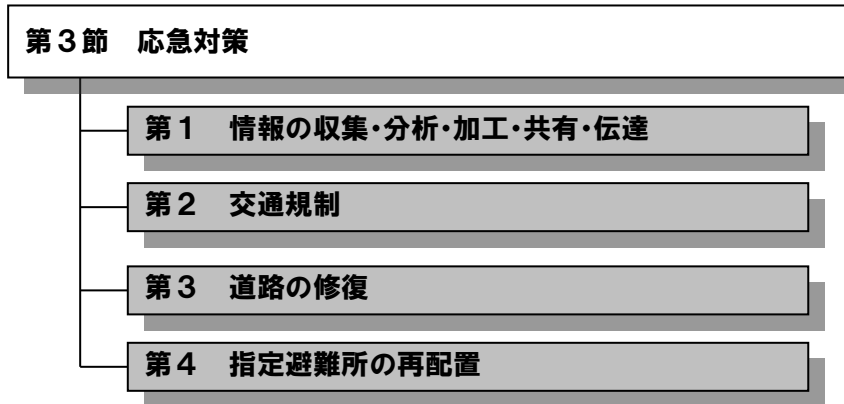 第３節　応急対策
第１　情報の収集・分析・加工・共有・伝達
第２　交通規制
第３　道路の修復
第４　指定避難所の再配置